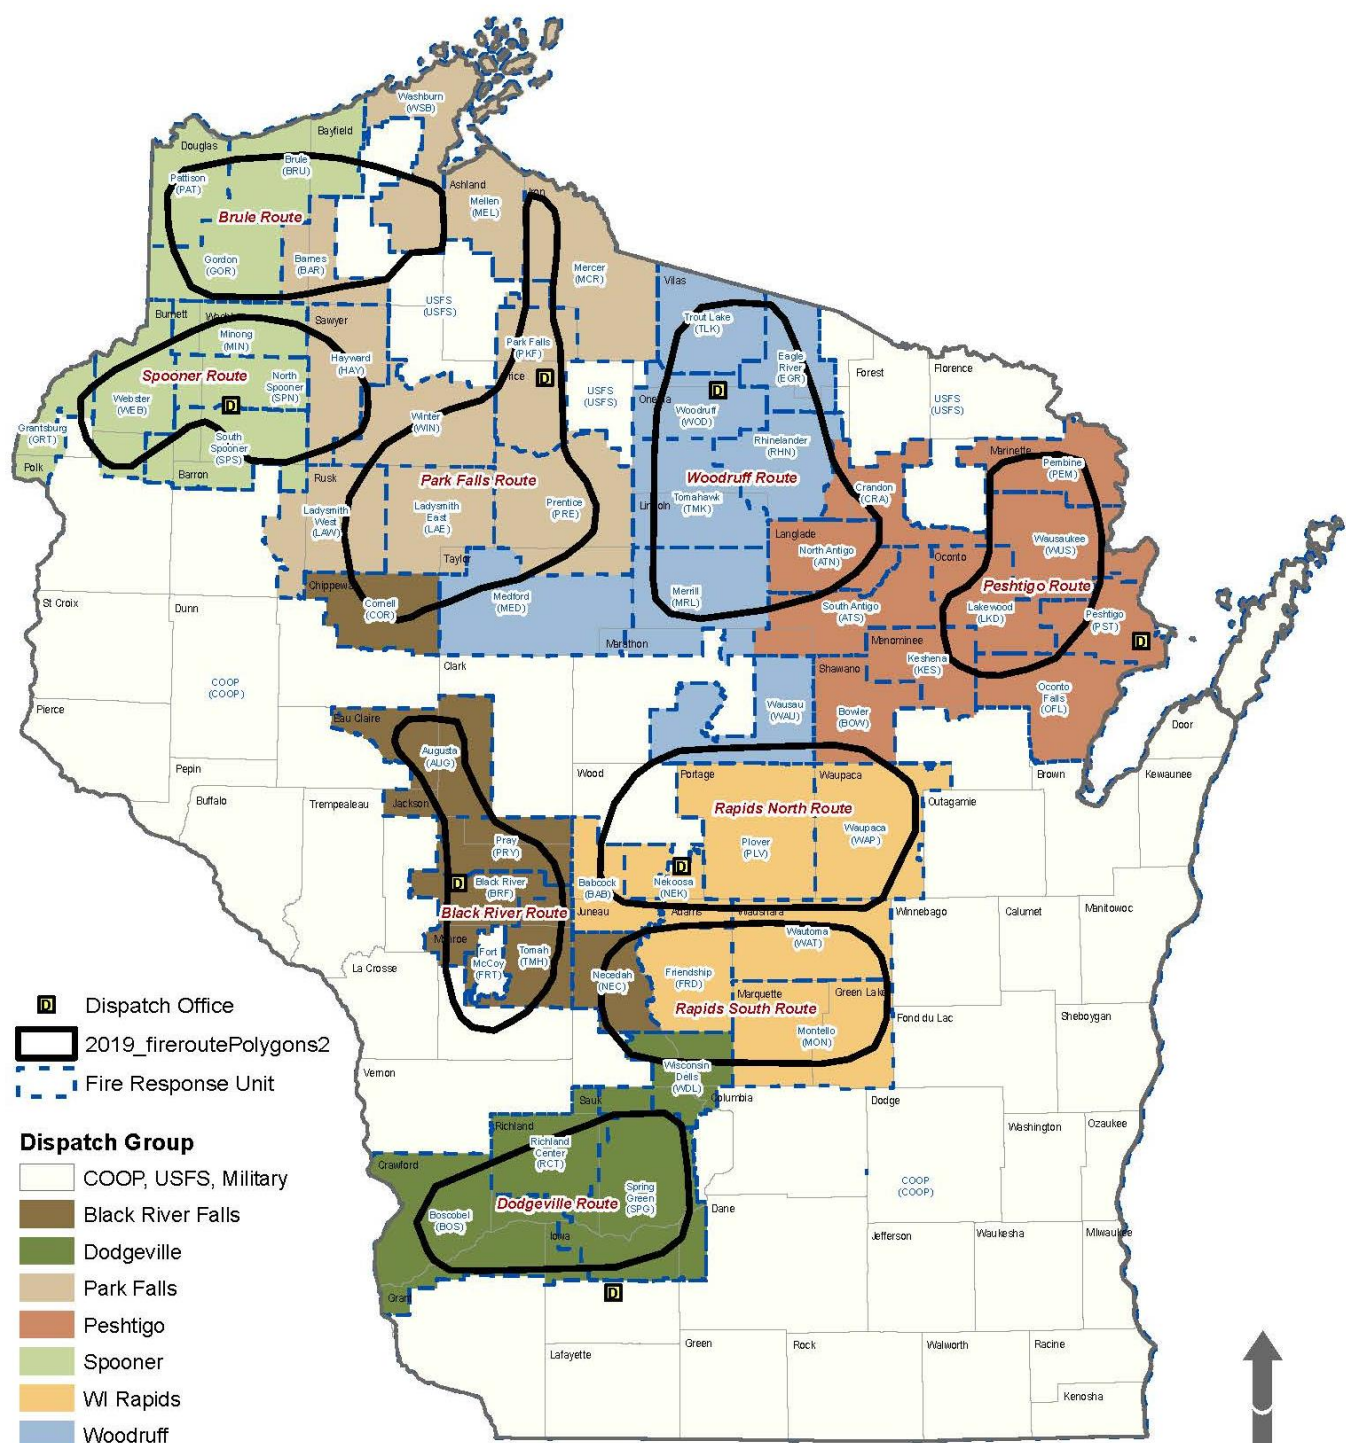 Washburn
(WSB)
Bayfield
Douglas
Brule
(BRU)
Pattison
(PAT)
Ashland
Mellen
(MEL)
Iron
Brule Route
Gordon
(GOR)
Barnes
(BAR)
Mercer
(MCR)
Vilas
USFS
(USFS)
Burnett
Sawyer
Trout Lake
(TLK)
Minong
(MIN)
Park Falls
(PKF)
Hayward
(HAY)
Eagle
River
(EGR)
Forest
Florence
Spooner Route
North
Spooner
(SPN)
D
D
D
USFS
(USFS)
Oneida
USFS
(USFS)
Webster
(WEB)
Woodruff
(WOD)
Winter
(WIN)
Grantsburg
(GRT)
South
Spooner
(SPS)
Rhinelander
(RHN)
Marinette
Polk
Barron
Rusk
Park Falls Route
Woodruff Route
Pembine
(PEM)
Crandon
(CRA)
Ladysmith
West
(LAW)
Ladysmith
East
(LAE)
Prentice
(PRE)
Lincoln
Tomahawk
(TMK)
Langlade
Wausaukee
(WUS)
North Antigo
(ATN)
Oconto
Taylor
Chippewa
Peshtigo Route
St Croix
Dunn
Cornell
(COR)
Medford
(MED)
Merrill
(MRL)
South Antigo
(ATS)
Lakewood
(LKD)
Peshtigo
(PST)
D
Marathon
Menominee
Clark
Shawano
Keshena
(KES)
COOP
(COOP)
Pierce
Wausau
(WAU)
Bowler
(BOW)
Oconto
Falls
(OFL)
Eau Claire
Door
Augusta
(AUG)
Pepin
Wood
Portage
Waupaca
Brown
Kewaunee
Buffalo
Trempealeau
Jackson
Outagamie
Rapids North Route
Pray
(PRY)
Plover
(PLV)
Waupaca
(WAP)
D
D
Black River
(BRF)
Babcock
(BAB)
Nekoosa
(NEK)
Black River Route
Juneau
Adams
Waushara
Winnebago
Calumet
Manitowoc
Monroe
Wautoma
(WAT)
Fort
McCoy
(FRT)
Tomah
(TMH)
La Crosse
Necedah
(NEC)
Friendship
(FRD)
Marquette
Green Lake
Rapids South Route
Fond du Lac
Sheboygan
Montello
(MON)
Vernon
Wisconsin
Dells
(WDL)
Sauk
Columbia
Dodge
Washington
Ozaukee
Richland
Richland
Center
(RCT)
Crawford
COOP
(COOP)
Spring
Green
(SPG)
Dodgeville Route
Boscobel
(BOS)
Dane
Iowa
Jefferson
Waukesha
Milwaukee
Grant
D
Lafayette
Green
Rock
Walworth
Racine
Kenosha
D Dispatch Office
2019_fireroutePolygons2
Fire Response Unit
Dispatch Group
COOP, USFS, Military
Black River Falls
Dodgeville
Park Falls
Peshtigo
Spooner
WI Rapids
Woodruff